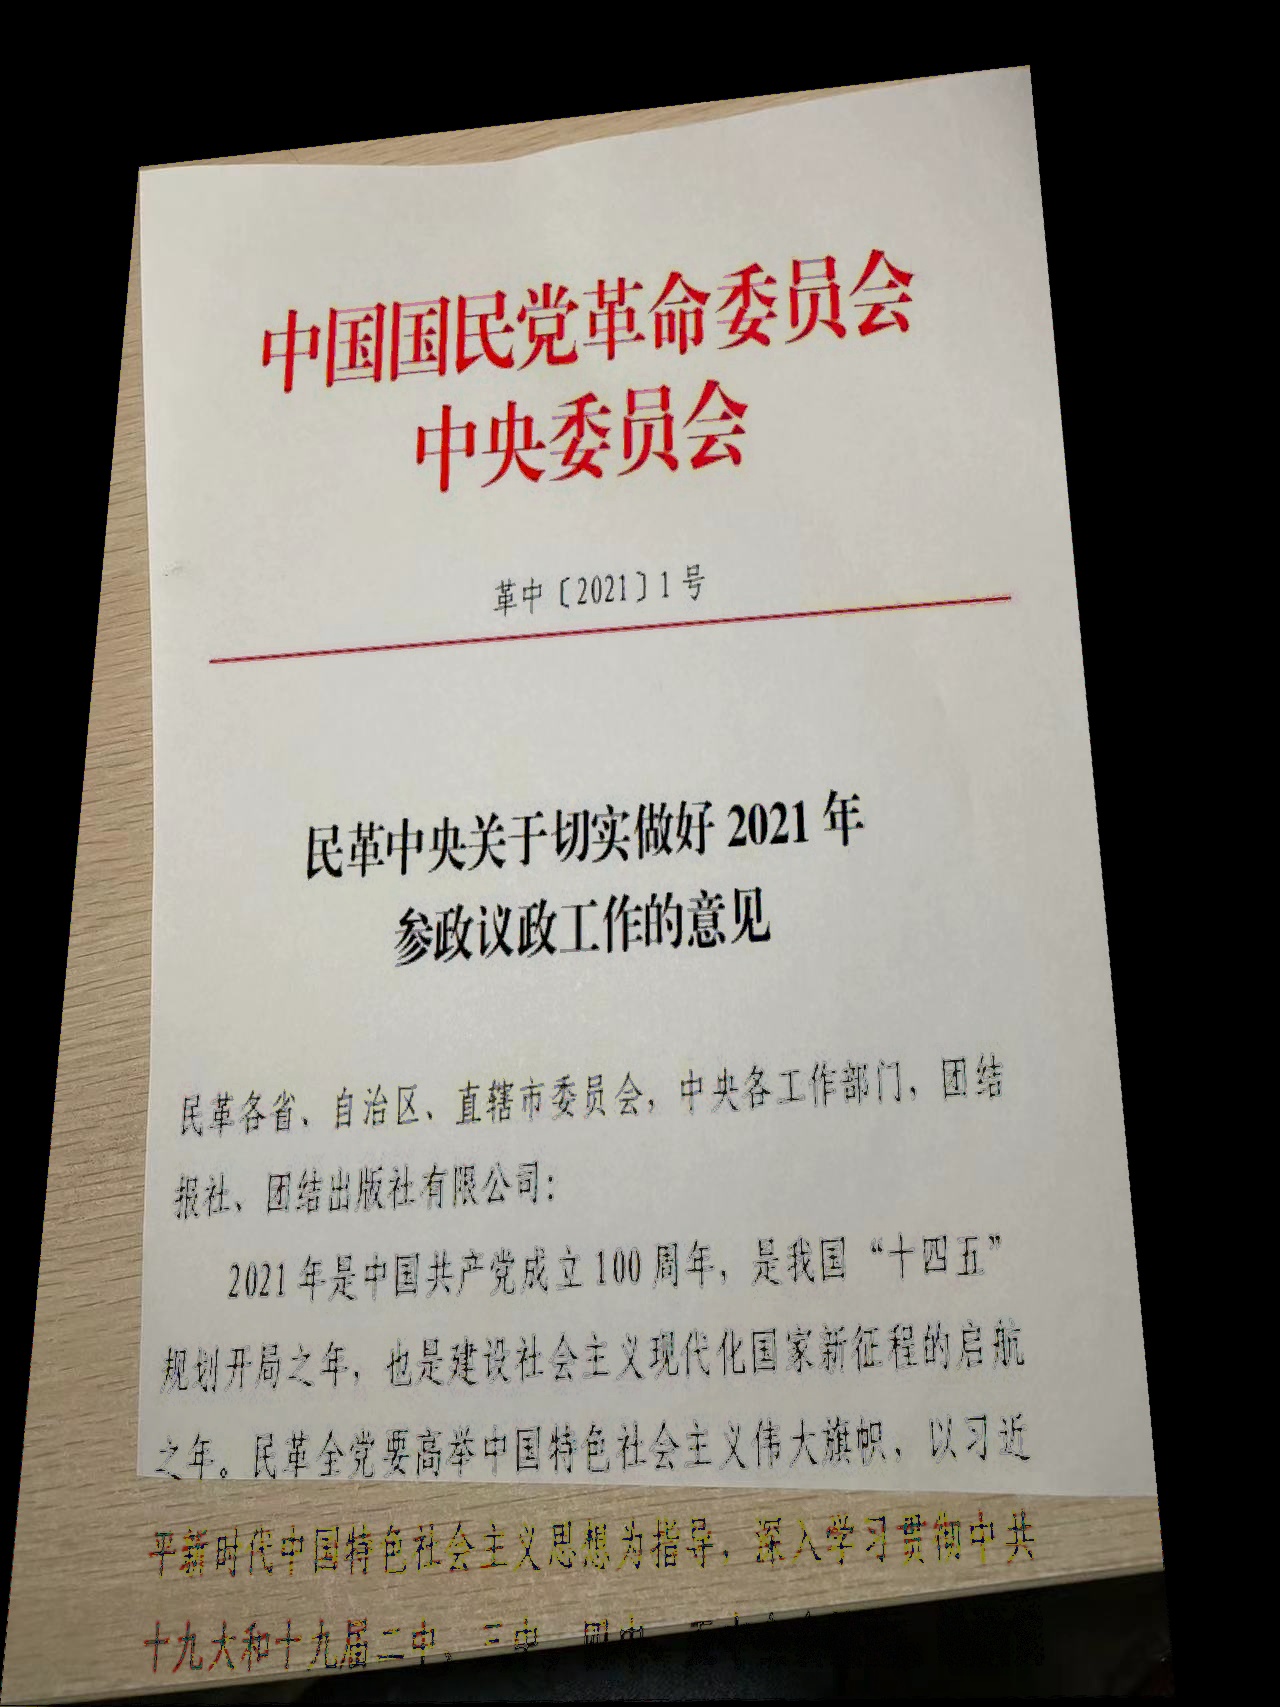 中国国民党革命委员会
中央委员会
革中〔2021〕1号
民革中央关于切实做好2021年
参政议政工作的意见
民革各省、自治区、直辖市委员会，中央各工作部门，团结
报社、团结出版社有限公司：
2021年是中国共产党成立100周年，是我国“十四五”
规划开局之年，也是建设社会主义现代化国家新征程的启航
之年。民革全党要高举中国特色社会主义伟大旗帜，以习近
平新时代中国特色社会主义思想为指导，深入学习贯彻中共
十九大和十九届二中、三中、四中、五中